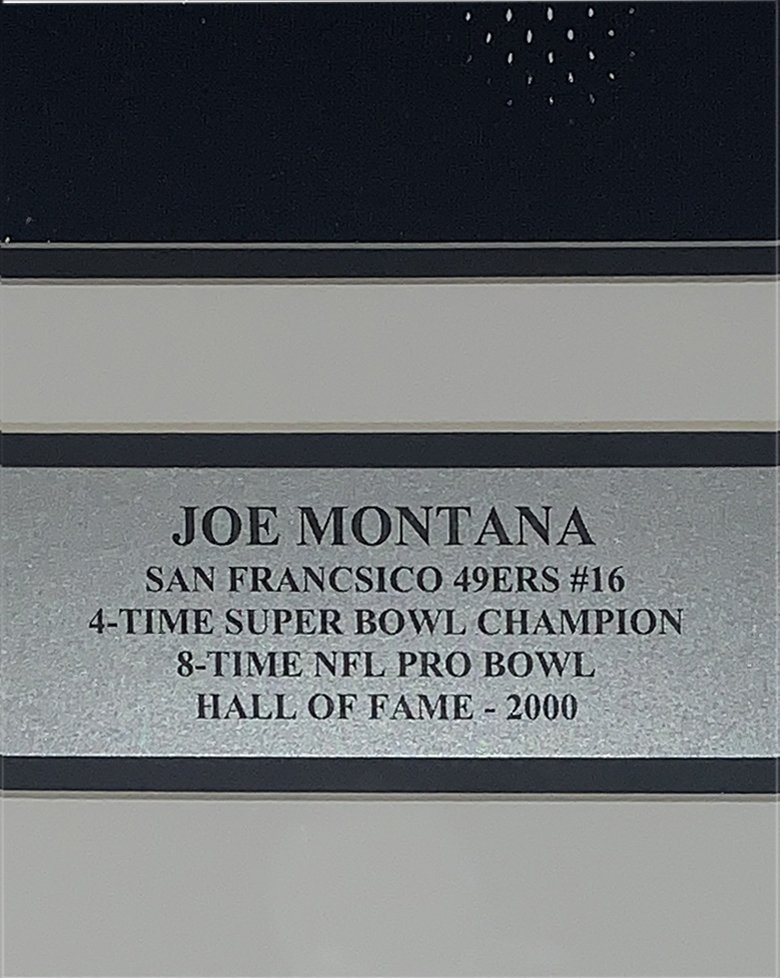 JOE MONTANA
SAN FRANCSICO 49ERS #16
4-TIME SUPER BOWL CHAMPION
8-TIME NFL PRO BOWL
HALL OF FAME - 2000